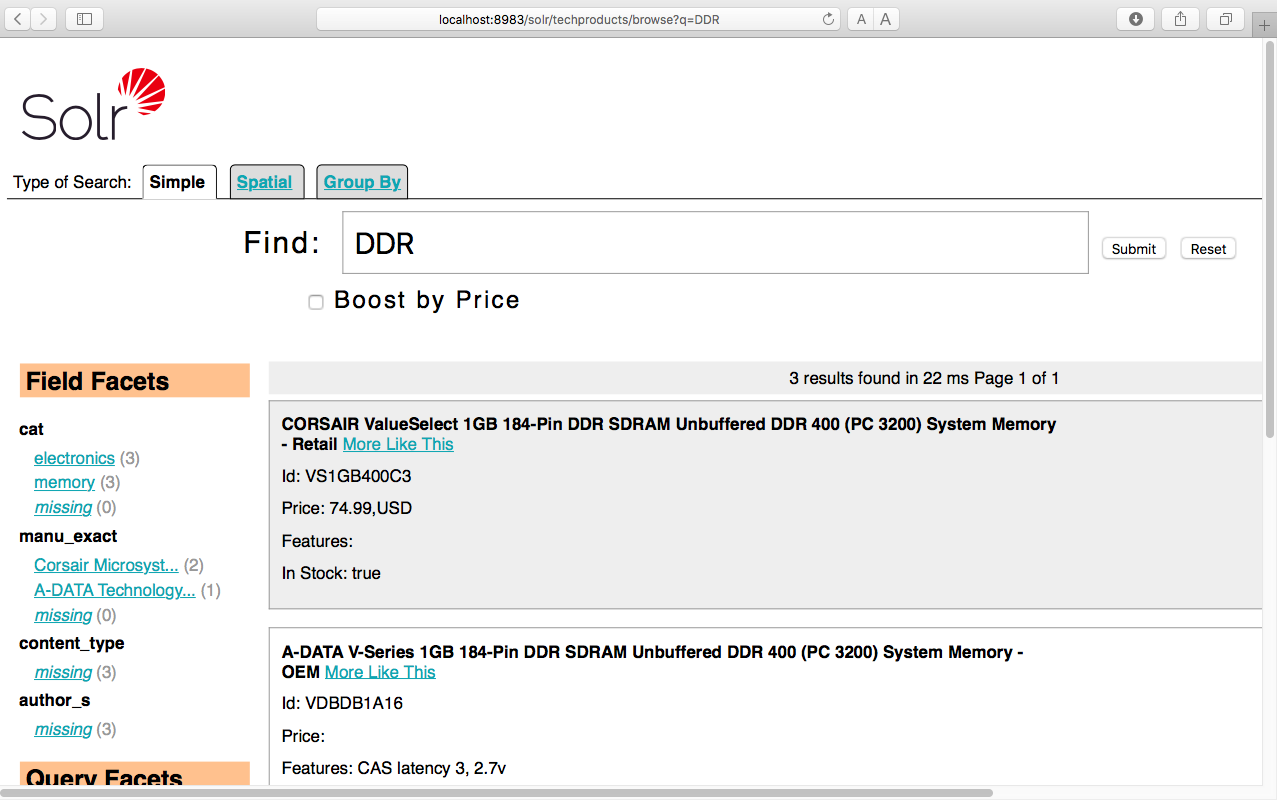 localhost:8983/solr/techproducts/browse?q=DDR
A A
Solr
Type of Search: Simple Spatial Group By
Find: DDR Submit Reset
Boost by Price
Field Facets
cat
electronics (3)
memory (3)
missing (0)
manu_exact
Corsair Microsyst... (2)
A-DATA Technology... (1)
missing (0)
content_type
missing (3)
author_s
missing (3)
Query Facets
3 results found in 22 ms Page 1 of 1
CORSAIR ValueSelect 1GB 184-Pin DDR SDRAM Unbuffered DDR 400 (PC 3200) System Memory
- Retail More Like This
Id: VS1GB400C3
Price: 74.99,USD
Features:
In Stock: true
A-DATA V-Series 1GB 184-Pin DDR SDRAM Unbuffered DDR 400 (PC 3200) System Memory -
OEM More Like This
Id: VDBDB1A16
Price:
Features: CAS latency 3, 2.7v